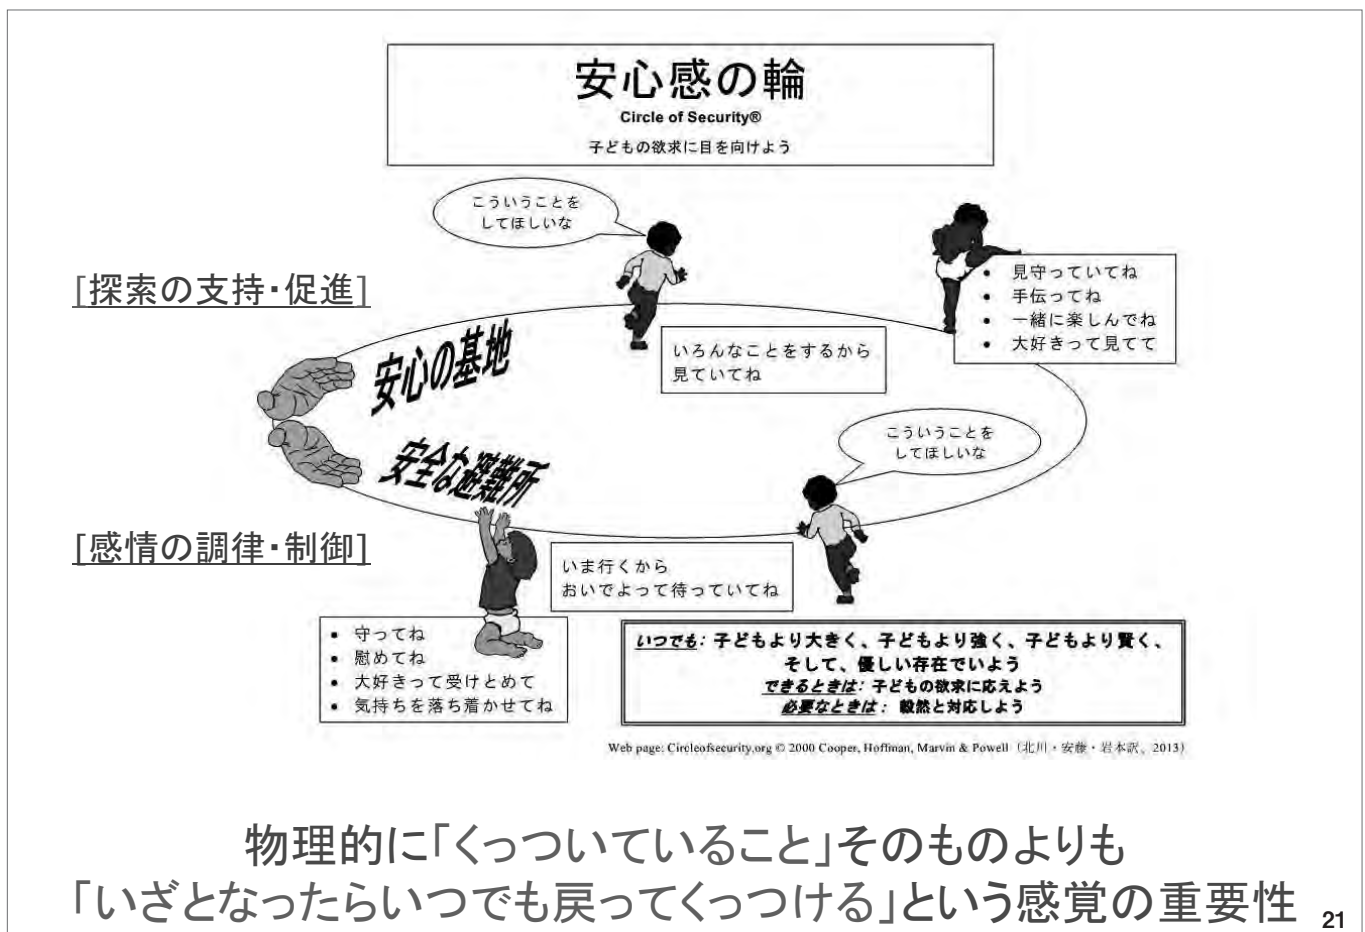 安心感の輪
Circle of Security®
子どもの欲求に目を向けよう
こういうことを
してほしいな
[探索の支持・促進]
• 見守っていてね
• 手伝ってね
• 一緒に楽しんでね
• 大好きって見てて
いろんなことをするから
見ていてね
安心の基地
こういうことを
してほしいな
安全な避難所
[感情の調律・制御]
いま行くから
おいでよって待っていてね
• 守ってね
• 慰めてね
• 大好きって受けとめて
• 気持ちを落ち着かせてね
いつでも: 子どもより大きく、子どもより強く、子どもより賢く、
そして、優しい存在でいよう
できるときは: 子どもの欲求に応えよう
必要なときは: 毅然と対応しよう
Web page: Circleofsecurity.org © 2000 Cooper, Hoffman, Marvin & Powell（北川・安藤・岩本訳、2013）
物理的に「くっついていること」そのものよりも
「いざとなったらいつでも戻ってくっつける」という感覚の重要性
21